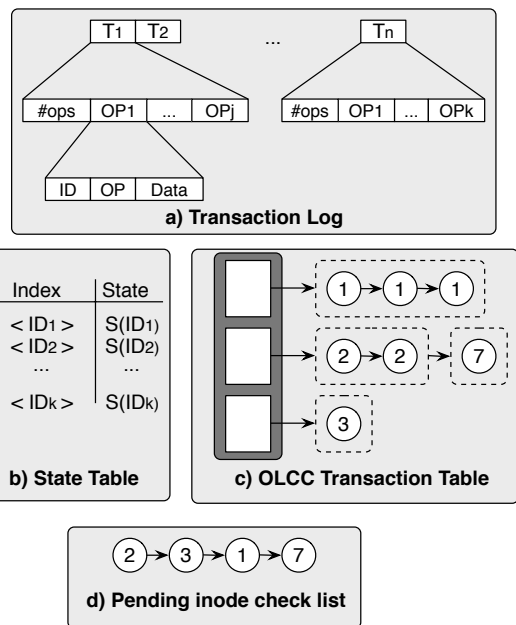 T1 T2 ... Tn
#ops OP1 ... OPj #ops OP1 ... OPk
ID OP Data
a) Transaction Log
Index State
< ID1 > S(ID1)
< ID2 > S(ID2)
... ...
< IDk > S(IDk)
b) State Table
1 1 1
2 2 7
3
c) OLCC Transaction Table
2 3 1 7
d) Pending inode check list